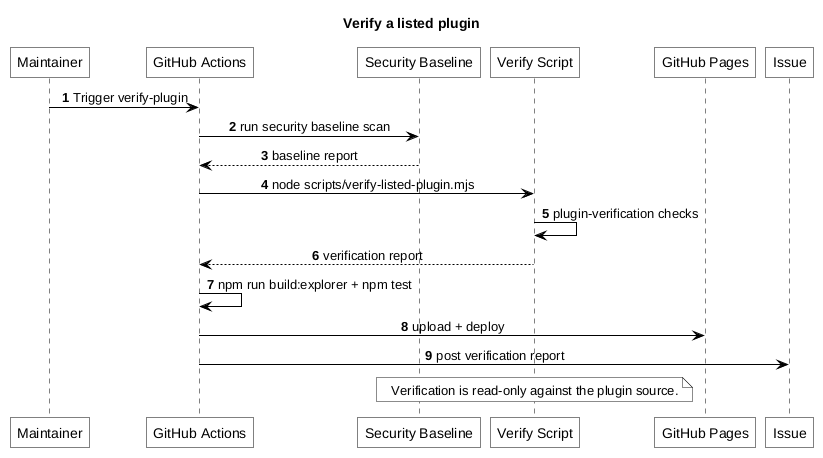 Verify a listed plugin
Maintainer
GitHub Actions
Security Baseline
Verify Script
GitHub Pages
Issue
1 Trigger verify-plugin
2 run security baseline scan
3 baseline report
4 node scripts/verify-listed-plugin.mjs
5 plugin-verification checks
6 verification report
7 npm run build:explorer + npm test
8 upload + deploy
9 post verification report
Verification is read-only against the plugin source.
Maintainer
GitHub Actions
Security Baseline
Verify Script
GitHub Pages
Issue